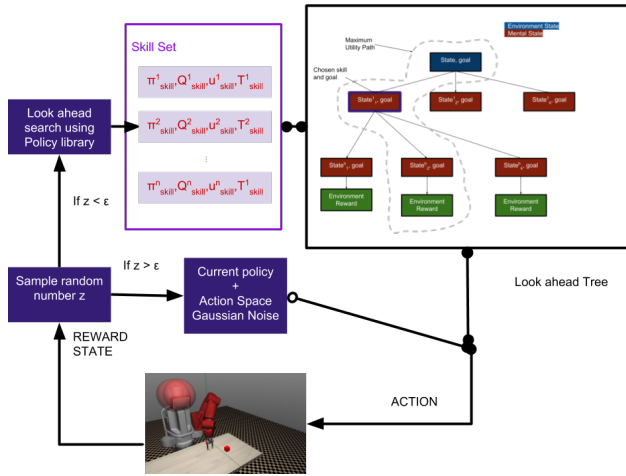 Skill Set
π¹skill,Q¹skill,u¹skill,T¹skill
π²skill,Q²skill,u²skill,T²skill
⋮
πⁿskill,Qⁿskill,uⁿskill,T¹skill
Look ahead
search using
Policy library
If z < ε
If z > ε
Sample random
number z
Current policy
+
Action Space
Gaussian Noise
REWARD
STATE
ACTION
Look ahead Tree
Environment State
Mental State
Maximum
Utility Path
Chosen skill
and goal
State, goal
State¹₁, goal
goal
goal
goal
goal
goal
Environment
Reward
Environment
Reward
Environment
Reward